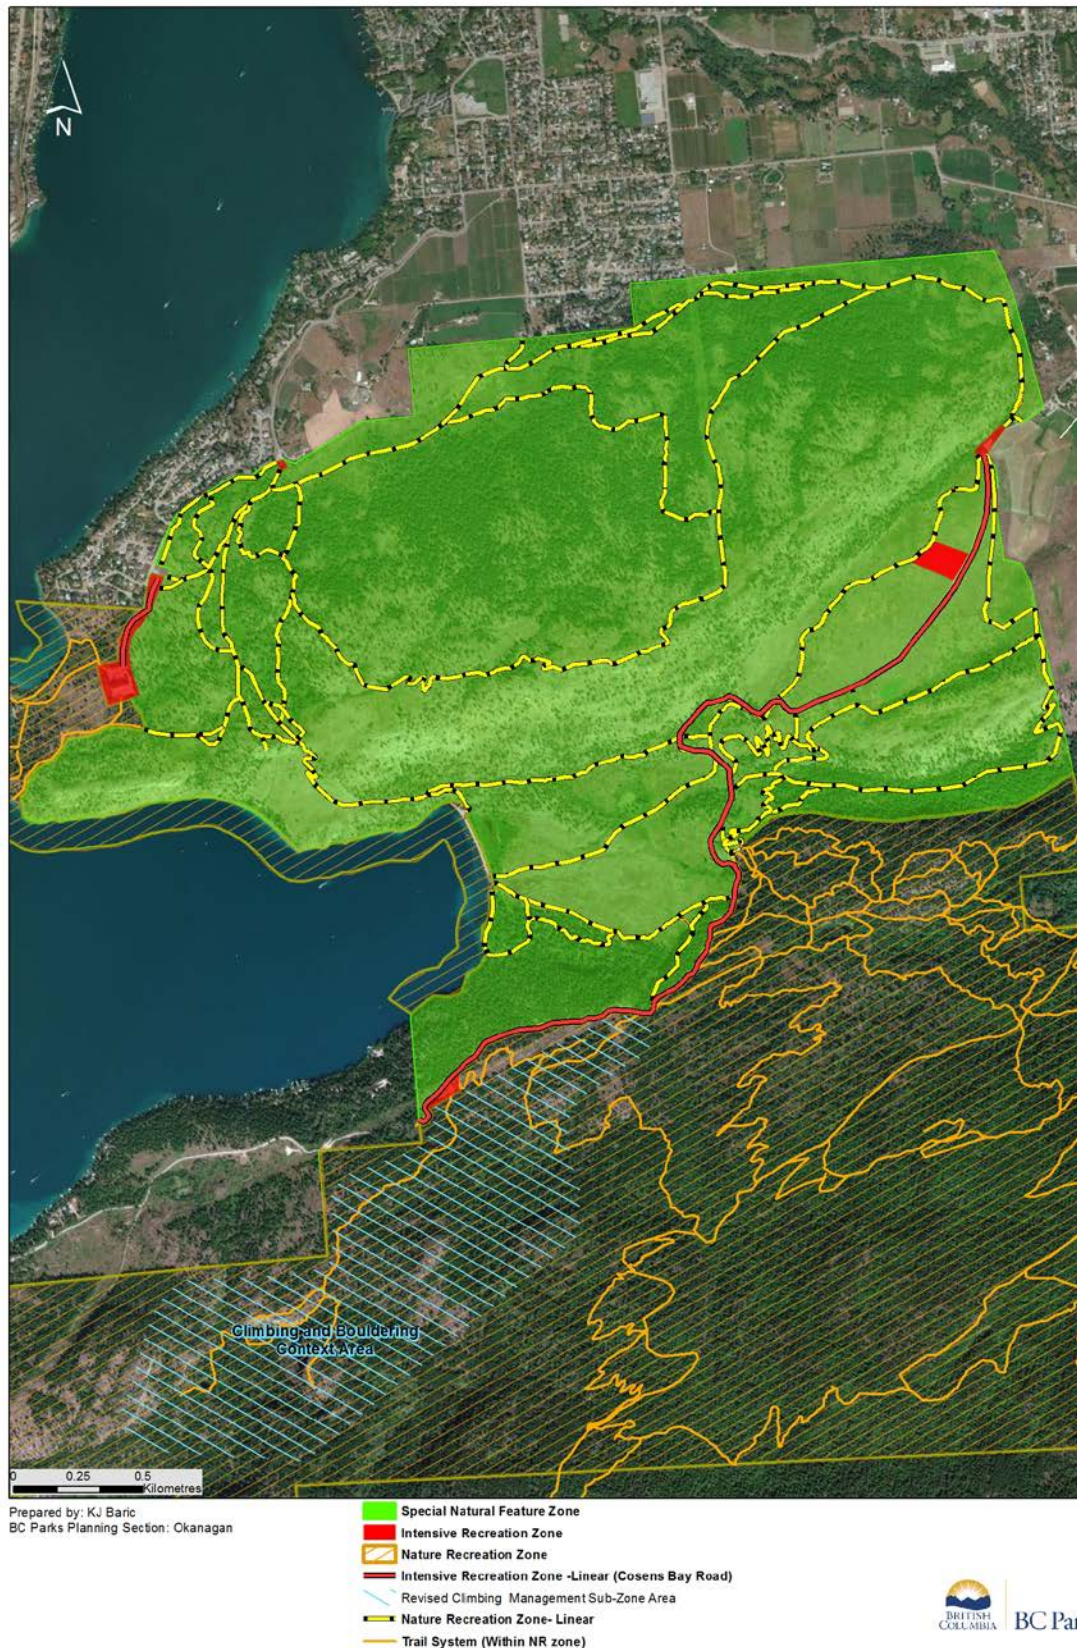 N
Climbing and Bouldering
Context Area
0 0.25 0.5
Kilometres
Prepared by: KJ Baric
BC Parks Planning Section: Okanagan
Special Natural Feature Zone
Intensive Recreation Zone
Nature Recreation Zone
Intensive Recreation Zone -Linear (Cosens Bay Road)
Revised Climbing Management Sub-Zone Area
Nature Recreation Zone- Linear
Trail System (Within NR zone)
BRITISH
COLUMBIA
BC Par